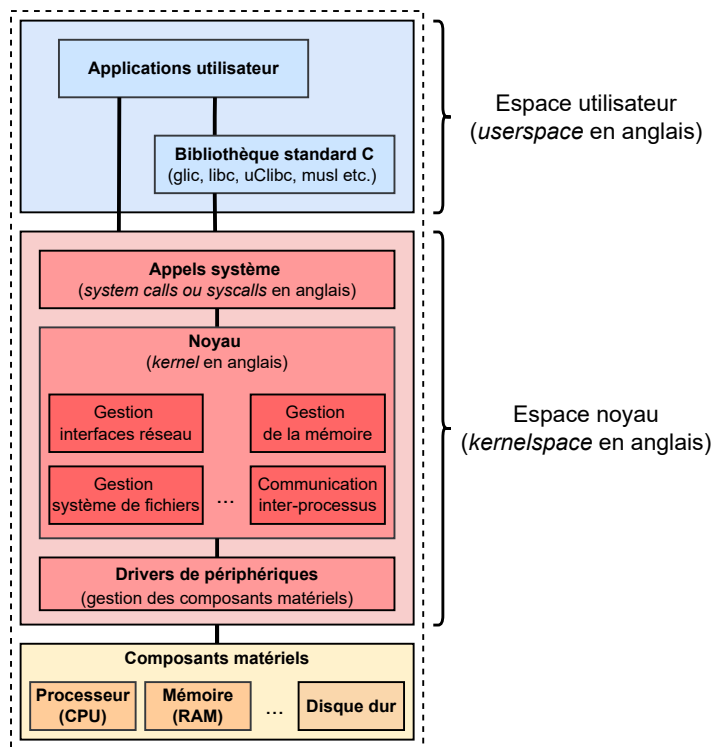 Applications utilisateur
Bibliothèque standard C
(glic, libc, uClibc, musl etc.)
Espace utilisateur
(userspace en anglais)
Appels système
(system calls ou syscalls en anglais)
Noyau
(kernel en anglais)
Gestion
interfaces réseau
Gestion
de la mémoire
Gestion
système de fichiers
...
Communication
inter-processus
Drivers de périphériques
(gestion des composants matériels)
Espace noyau
(kernelspace en anglais)
Composants matériels
Processeur
(CPU)
Mémoire
(RAM)
...
Disque dur